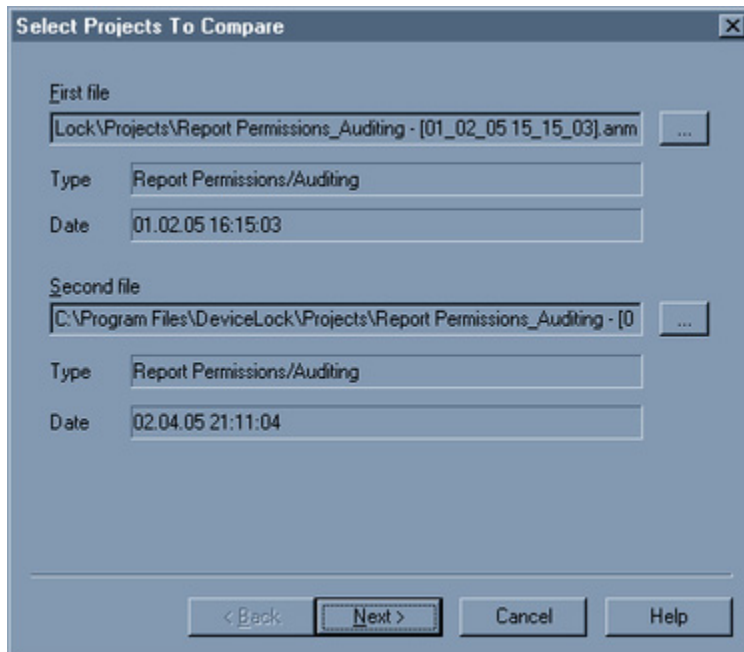 Select Projects To Compare
First file
Lock\Projects\Report Permissions_Auditing - [01_02_05 15_15_03].anm
...
Type Report Permissions/Auditing
Date 01.02.05 16:15:03
Second file
C:\Program Files\DeviceLock\Projects\Report Permissions_Auditing - [0
...
Type Report Permissions/Auditing
Date 02.04.05 21:11:04
< Back Next > Cancel Help